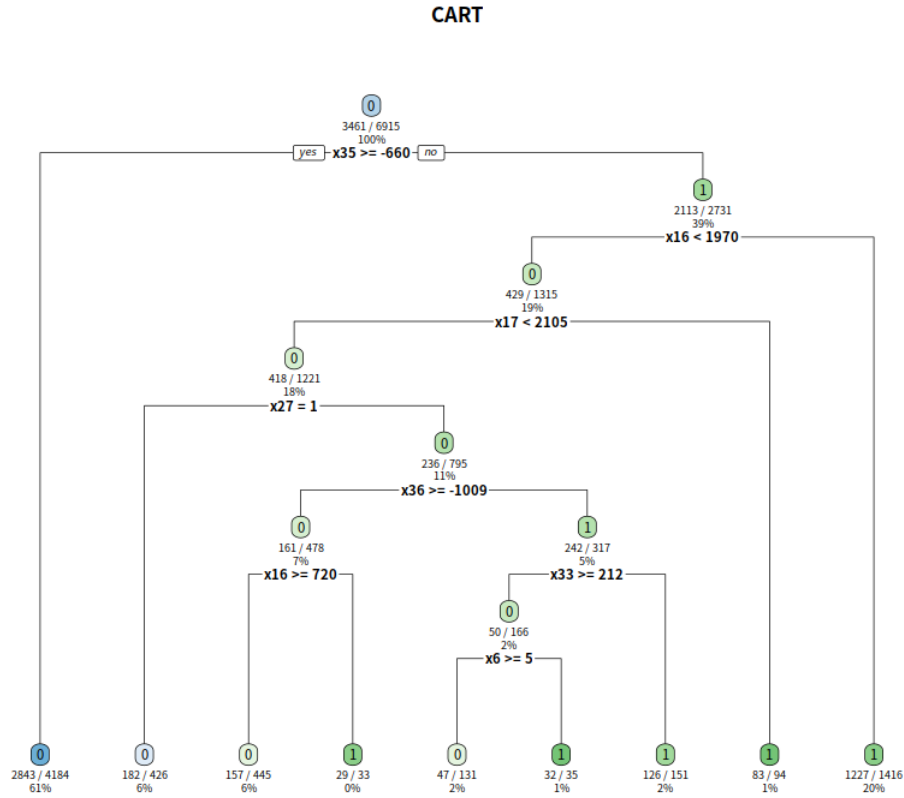 CART
0
3461 / 6915
100%
yes x35 >= -660 no
1
2113 / 2731
39%
x16 < 1970
0
429 / 1315
19%
x17 < 2105
0
418 / 1221
18%
x27 = 1
0
236 / 795
11%
x36 >= -1009
0 1
161 / 478 242 / 317
7% 5%
x16 >= 720 x33 >= 212
0
50 / 166
2%
x6 >= 5
0 0 0 1 0 1 1 1 1
2843 / 4184 182 / 426 157 / 445 29 / 33 47 / 131 32 / 35 126 / 151 83 / 94 1227 / 1416
61% 6% 6% 0% 2% 1% 2% 1% 20%